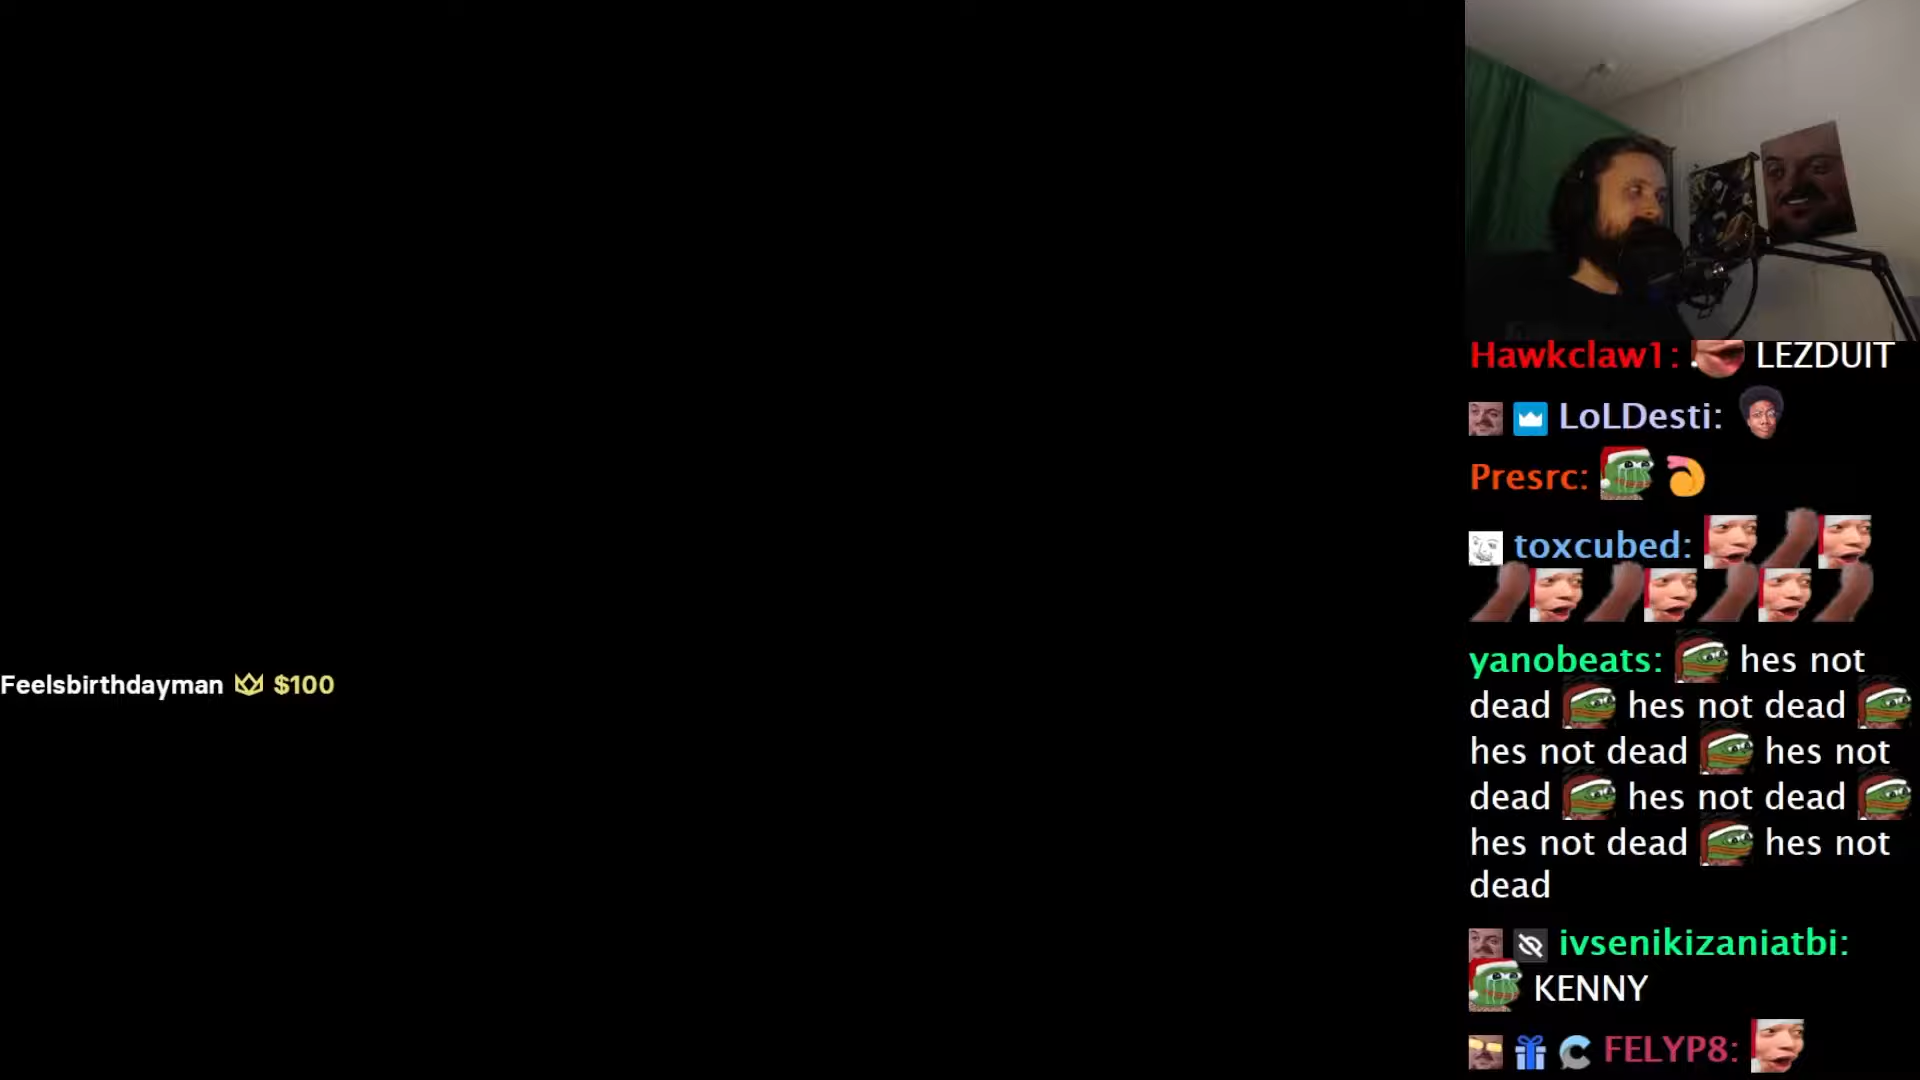 Hawkclaw1: LEZDUIT
LoLDesti:
Presrc:
toxcubed:
yanobeats: hes not
dead hes not dead
hes not dead hes not
dead hes not dead
hes not dead hes not
dead
Feelsbirthdayman $100
ivsenikizaniatbi:
KENNY
FELYP8: